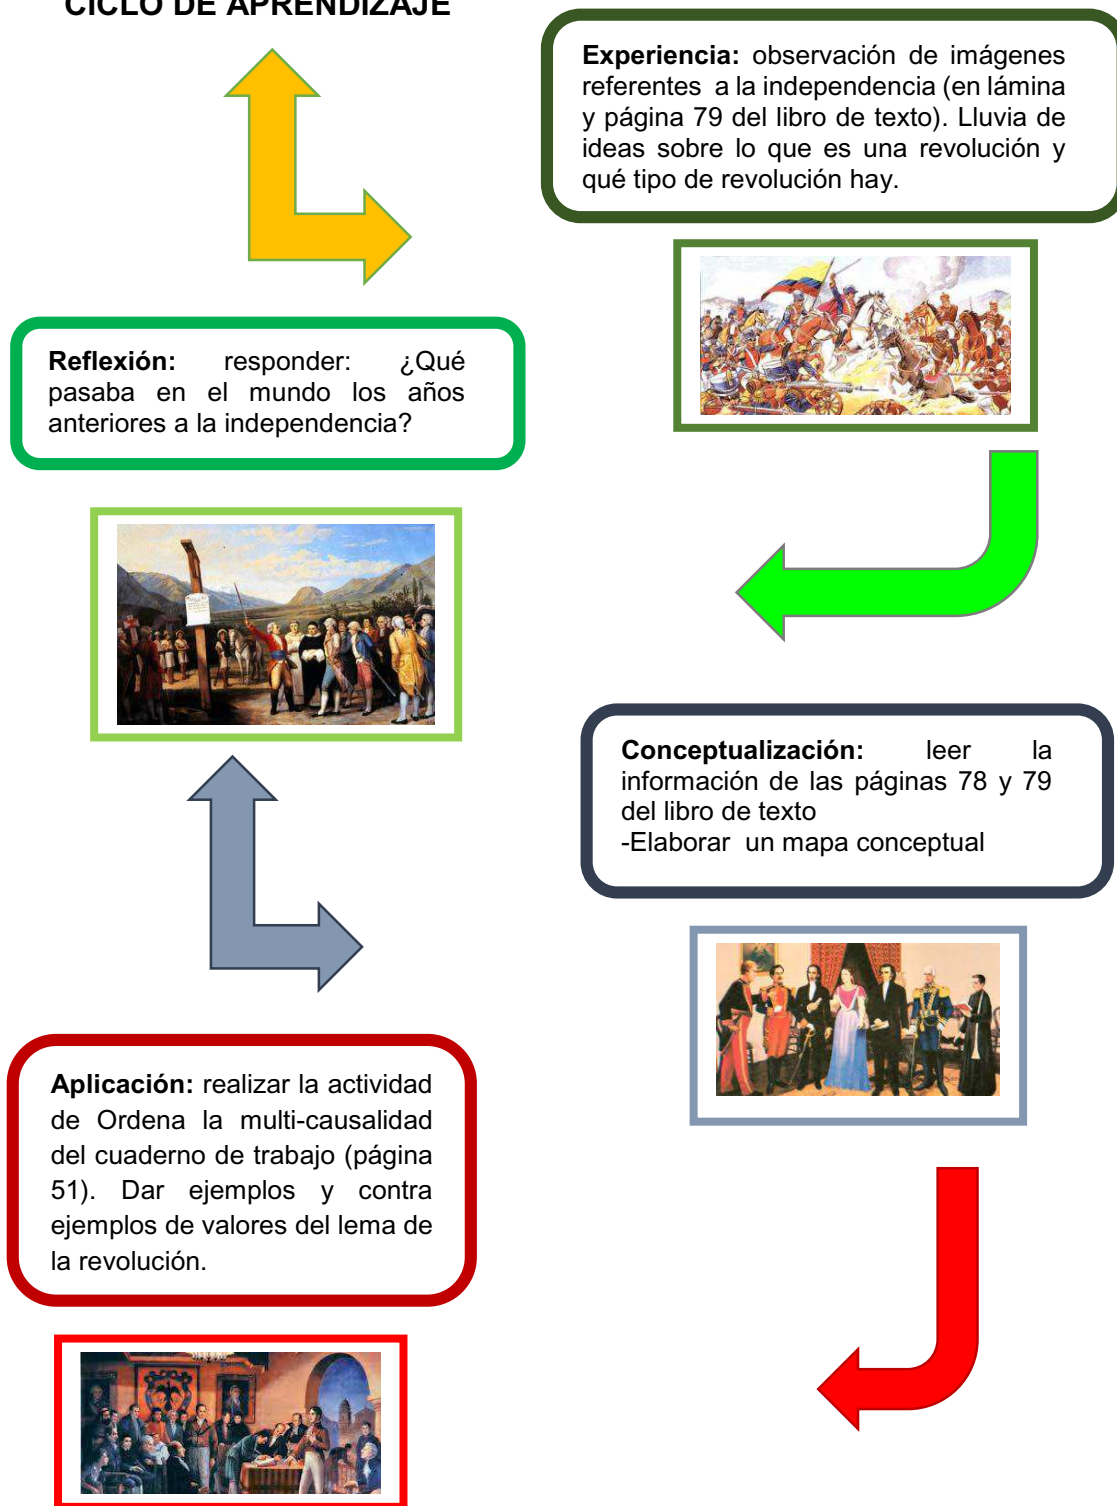 CICLO DE APRENDIZAJE
Experiencia: observación de imágenes
referentes a la independencia (en lámina
y página 79 del libro de texto). Lluvia de
ideas sobre lo que es una revolución y
qué tipo de revolución hay.
Reflexión: responder: ¿Qué
pasaba en el mundo los años
anteriores a la independencia?
Conceptualización: leer la
información de las páginas 78 y 79
del libro de texto
-Elaborar un mapa conceptual
Aplicación: realizar la actividad
de Ordena la multi-causalidad
del cuaderno de trabajo (página
51). Dar ejemplos y contra
ejemplos de valores del lema de
la revolución.